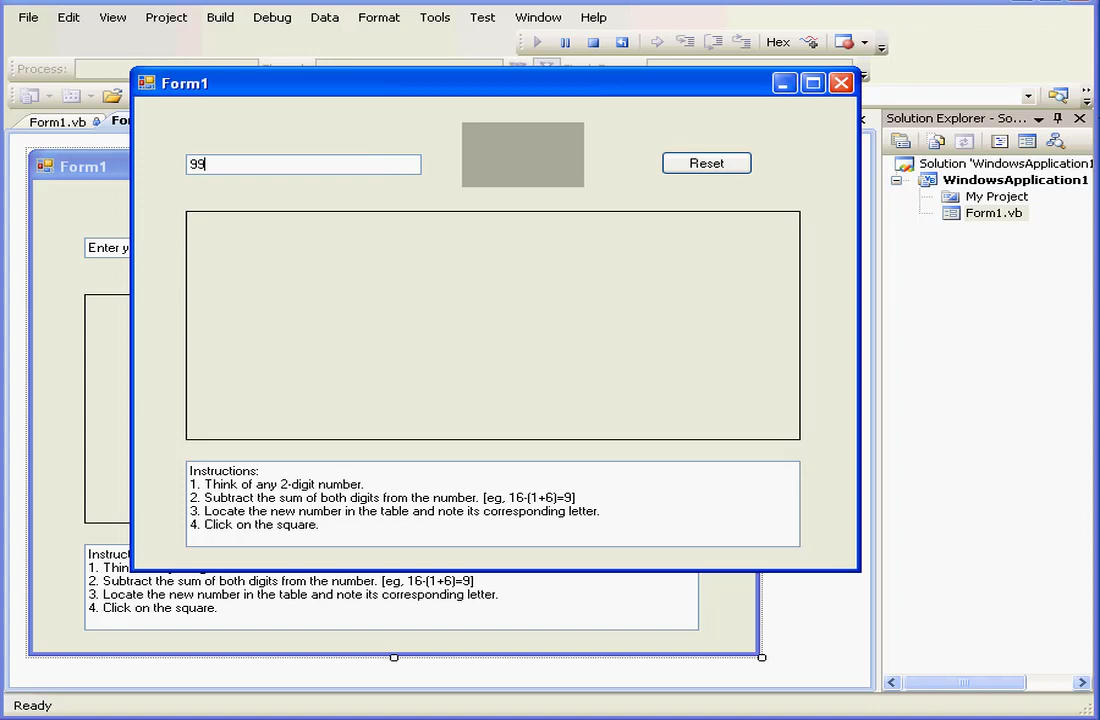 File Edit View Project Build Debug Data Format Tools Test Window Help
Hex
Process:
Form1
Form1.vb
Solution Explorer - So...
99
Reset
Form1
Solution 'WindowsApplication1
WindowsApplication1
My Project
Form1.vb
Enter y
Instructions:
1. Think of any 2-digit number.
2. Subtract the sum of both digits from the number. [eg, 16-(1+6)=9]
3. Locate the new number in the table and note its corresponding letter.
4. Click on the square.
Instruct
1. Thin
2. Subtract the sum of both digits from the number. [eg, 16-(1+6)=9]
3. Locate the new number in the table and note its corresponding letter.
4. Click on the square.
Ready